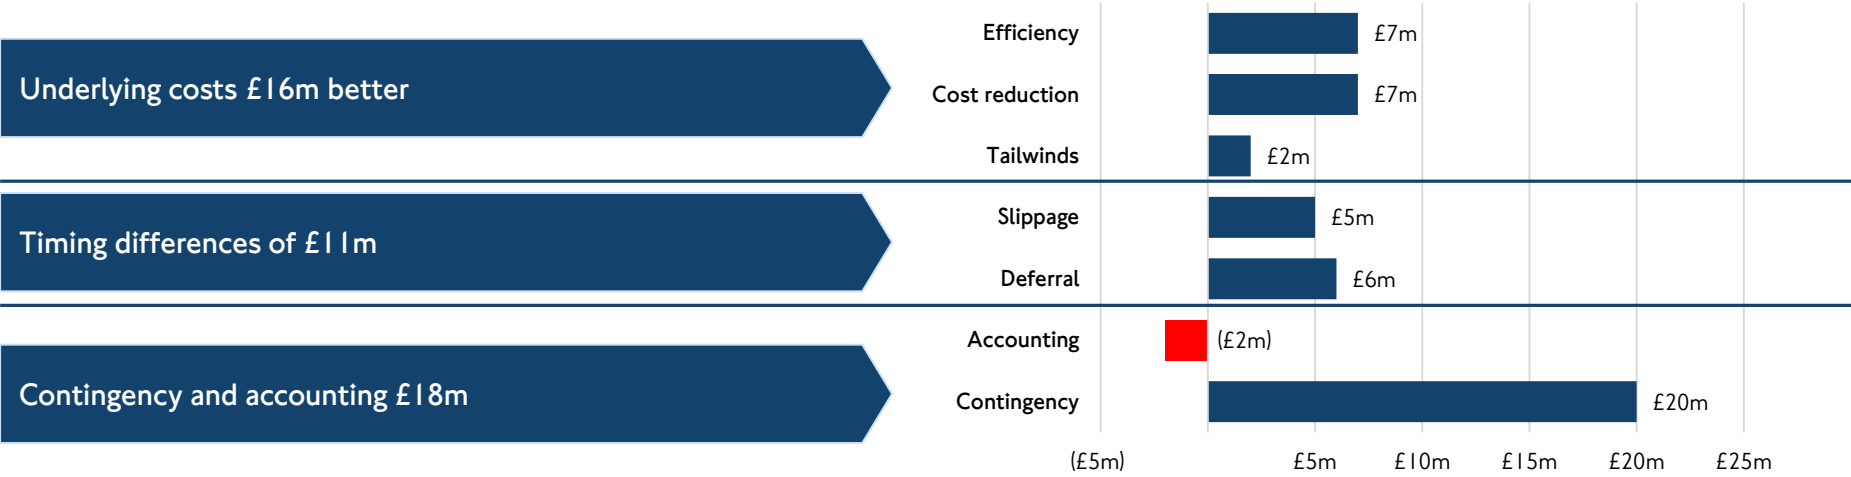 Efficiency £7m
Underlying costs £16m better
Cost reduction £7m
Tailwinds £2m
Slippage £5m
Timing differences of £11m
Deferral £6m
Accounting (£2m)
Contingency and accounting £18m
Contingency £20m
(£5m) £5m £10m £15m £20m £25m